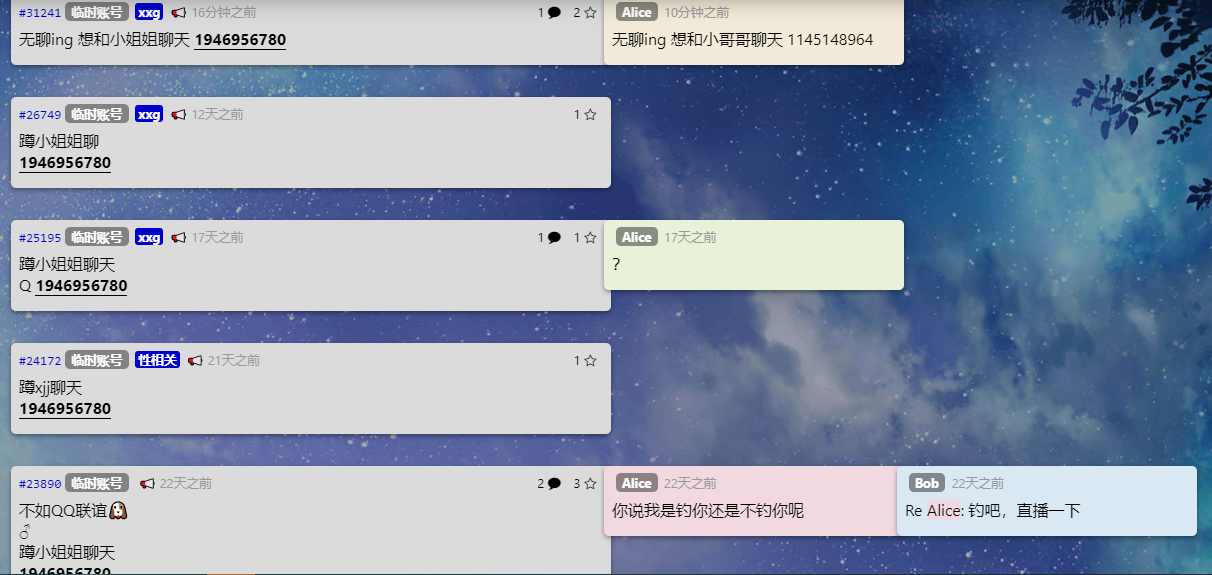 #31241 临时账号 xxg 16分钟之前 1 2
无聊ing 想和小姐姐聊天 1946956780
Alice 10分钟之前
无聊ing 想和小哥哥聊天 1145148964
#26749 临时账号 xxg 12天之前 1
蹲小姐姐聊
1946956780
#25195 临时账号 xxg 17天之前 1 1
蹲小姐姐聊天
Q 1946956780
Alice 17天之前
?
#24172 临时账号 性相关 21天之前 1
蹲xjj聊天
1946956780
#23890 临时账号 22天之前 2 3
不如QQ联谊
♂
蹲小姐姐聊天
1946956780
Alice 22天之前
你说我是钓你还是不钓你呢
Bob 22天之前
Re Alice: 钓吧，直播一下